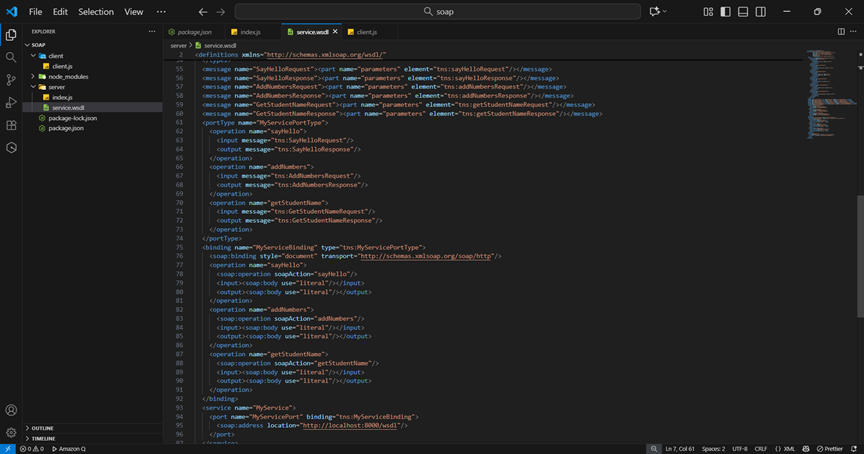 File Edit Selection View ··· ← → soap
EXPLORER ···
SOAP
client
client.js
node_modules
server
index.js
service.wsdl
package-lock.json
package.json
OUTLINE
TIMELINE
package.json index.js service.wsdl × client.js
server > service.wsdl
2 <definitions xmlns="http://schemas.xmlsoap.org/wsdl/"
55 <message name="SayHelloRequest"><part name="parameters" element="tns:sayHelloRequest"/></message>
56 <message name="SayHelloResponse"><part name="parameters" element="tns:sayHelloResponse"/></message>
57 <message name="AddNumbersRequest"><part name="parameters" element="tns:addNumbersRequest"/></message>
58 <message name="AddNumbersResponse"><part name="parameters" element="tns:addNumbersResponse"/></message>
59 <message name="GetStudentNameRequest"><part name="parameters" element="tns:getStudentNameRequest"/></message>
60 <message name="GetStudentNameResponse"><part name="parameters" element="tns:getStudentNameResponse"/></message>
61 <portType name="MyServicePortType">
62 <operation name="sayHello">
63 <input message="tns:SayHelloRequest"/>
64 <output message="tns:SayHelloResponse"/>
65 </operation>
66 <operation name="addNumbers">
67 <input message="tns:AddNumbersRequest"/>
68 <output message="tns:AddNumbersResponse"/>
69 </operation>
70 <operation name="getStudentName">
71 <input message="tns:GetStudentNameRequest"/>
72 <output message="tns:GetStudentNameResponse"/>
73 </operation>
74 </portType>
75 <binding name="MyServiceBinding" type="tns:MyServicePortType">
76 <soap:binding style="document" transport="http://schemas.xmlsoap.org/soap/http"/>
77 <operation name="sayHello">
78 <soap:operation soapAction="sayHello"/>
79 <input><soap:body use="literal"/></input>
80 <output><soap:body use="literal"/></output>
81 </operation>
82 <operation name="addNumbers">
83 <soap:operation soapAction="addNumbers"/>
84 <input><soap:body use="literal"/></input>
85 <output><soap:body use="literal"/></output>
86 </operation>
87 <operation name="getStudentName">
88 <soap:operation soapAction="getStudentName"/>
89 <input><soap:body use="literal"/></input>
90 <output><soap:body use="literal"/></output>
91 </operation>
92 </binding>
93 <service name="MyService">
94 <port name="MyServicePort" binding="tns:MyServiceBinding">
95 <soap:address location="http://localhost:8000/wsdl"/>
96 </port>
0 0 Amazon Q Ln 7, Col 61 Spaces: 2 UTF-8 CRLF {} XML Prettier